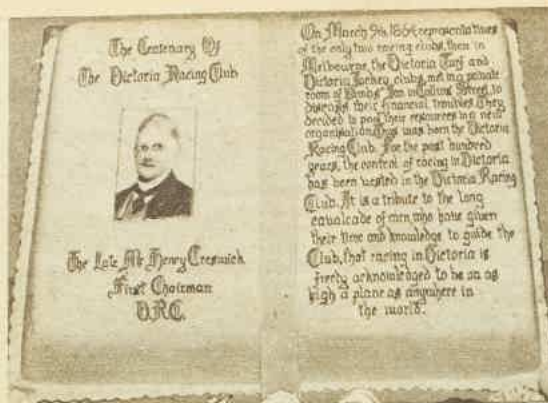 The Centenary Of
The Victoria Racing Club
The Late Mr Henry Creswick
First Chairman
V.R.C.
On March 9th 1864, representatives
of the only two racing clubs, then in
Melbourne, the Victoria Turf and
Victoria Jockey clubs, met in a private
room of Inn in Collins Street, to
discuss their financial troubles. They
decided to pool their resources in a new
organisation. Thus was born the Victoria
Racing Club. For the past hundred
years, the control of racing in Victoria
has been vested in the Victoria Racing
Club. It is a tribute to the long
cavalcade of men who have given
their time and knowledge to guide the
Club, that racing in Victoria is
freely acknowledged to be on as
high a plane as anywhere in
the world.